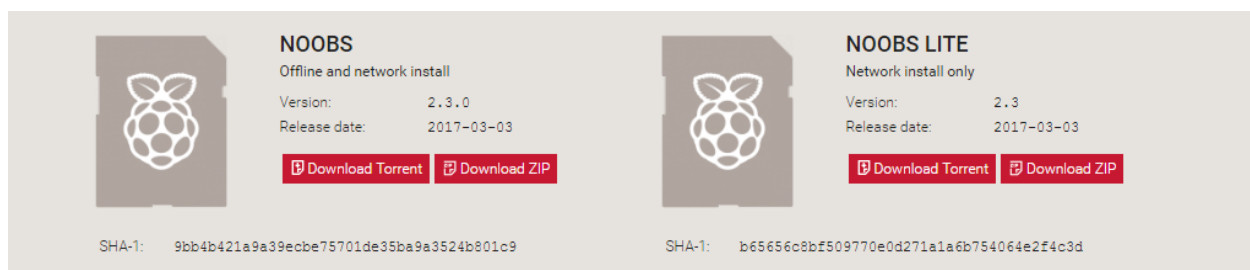 NOOBS
Offline and network install
Version: 2.3.0
Release date: 2017-03-03
Download Torrent Download ZIP
SHA-1: 9bb4b421a9a39ecbe75701de35ba9a3524b801c9
NOOBS LITE
Network install only
Version: 2.3
Release date: 2017-03-03
Download Torrent Download ZIP
SHA-1: b65656c8bf509770e0d271a1a6b754064e2f4c3d